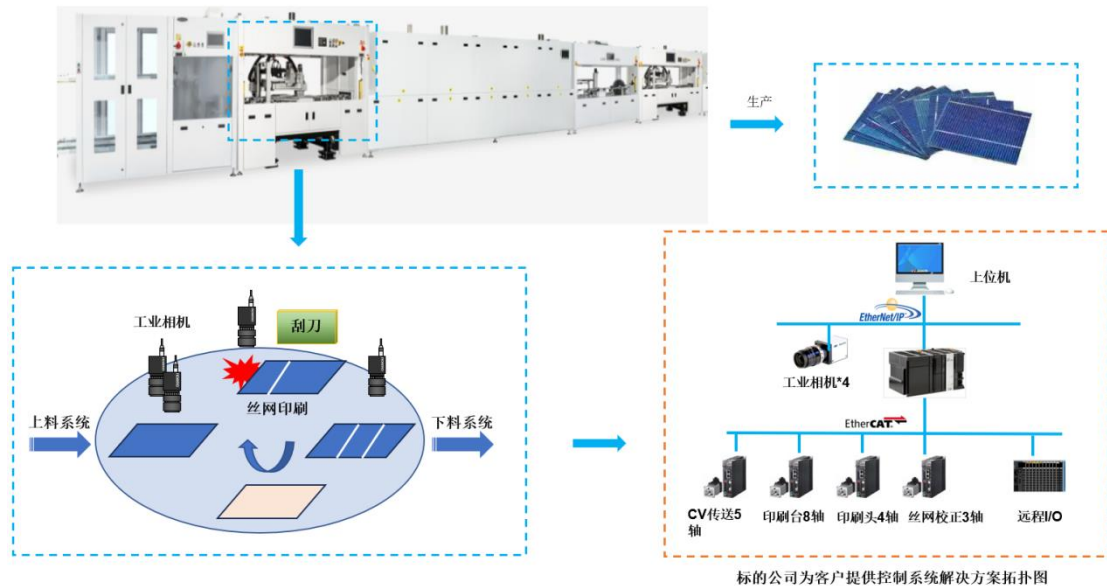 生产
工业相机
刮刀
丝网印刷
上料系统
下料系统
上位机
EtherNet/IP
工业相机*4
EtherCAT
CV传送5
轴
印刷台8轴
印刷头4轴
丝网校正3轴
远程I/O
标的公司为客户提供控制系统解决方案拓扑图